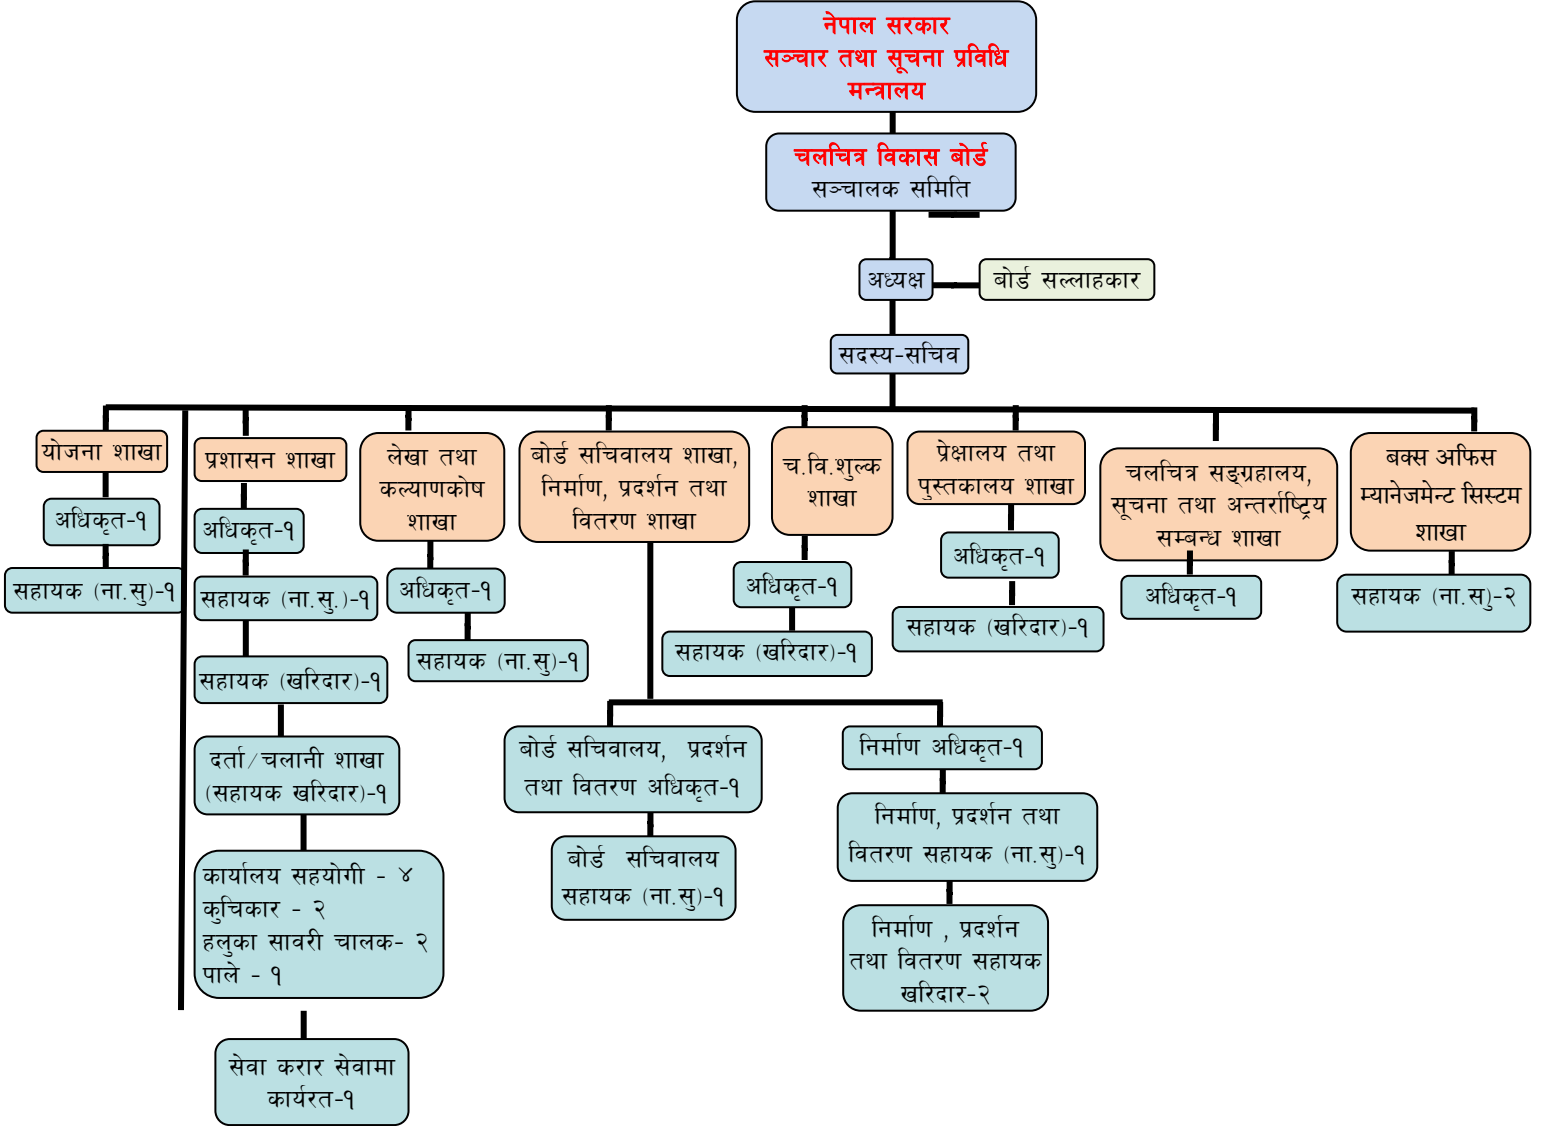 नेपाल सरकार
सञ्चार तथा सूचना प्रविधि
मन्त्रालय
चलचित्र विकास बोर्ड
सञ्चालक समिति
अध्यक्ष
बोर्ड सल्लाहकार
सदस्य-सचिव
योजना शाखा
अधिकृत-१
सहायक (ना.सु)-१
प्रशासन शाखा
अधिकृत-१
सहायक (ना.सु.)-१
सहायक (खरिदार)-१
दर्ता/चलानी शाखा
(सहायक खरिदार)-१
कार्यालय सहयोगी - ४
कुचिकार - २
हलुका सावरी चालक- २
पाले - १
सेवा करार सेवामा
कार्यरत-१
लेखा तथा
कल्याणकोष
शाखा
अधिकृत-१
सहायक (ना.सु)-१
बोर्ड सचिवालय शाखा,
निर्माण, प्रदर्शन तथा
वितरण शाखा
बोर्ड सचिवालय, प्रदर्शन
तथा वितरण अधिकृत-१
बोर्ड सचिवालय
सहायक (ना.सु)-१
निर्माण अधिकृत-१
निर्माण, प्रदर्शन तथा
वितरण सहायक (ना.सु)-१
निर्माण , प्रदर्शन
तथा वितरण सहायक
खरिदार-२
च.वि.शुल्क
शाखा
अधिकृत-१
सहायक (खरिदार)-१
प्रेक्षालय तथा
पुस्तकालय शाखा
अधिकृत-१
सहायक (खरिदार)-१
चलचित्र सङ्ग्रहालय,
सूचना तथा अन्तर्राष्ट्रिय
सम्बन्ध शाखा
अधिकृत-१
बक्स अफिस
म्यानेजमेन्ट सिस्टम
शाखा
सहायक (ना.सु)-२